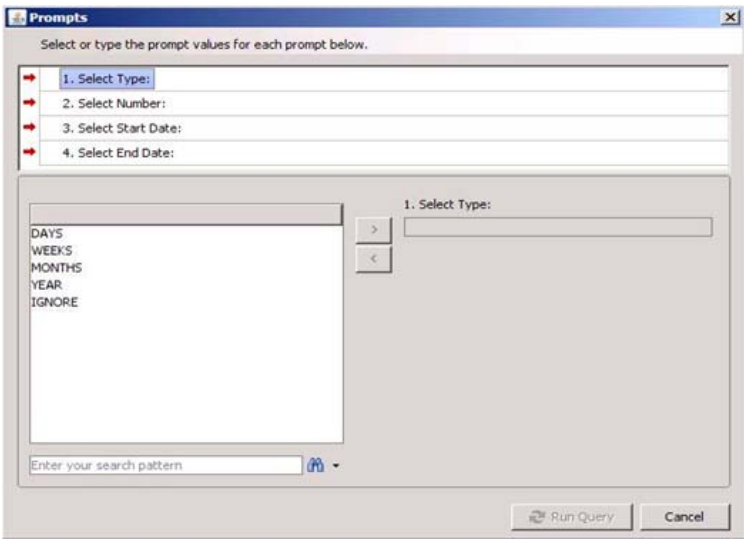 Prompts
Select or type the prompt values for each prompt below.
1. Select Type:
2. Select Number:
3. Select Start Date:
4. Select End Date:
1. Select Type:
>
<
DAYS
WEEKS
MONTHS
YEAR
IGNORE
Enter your search pattern
Run Query
Cancel